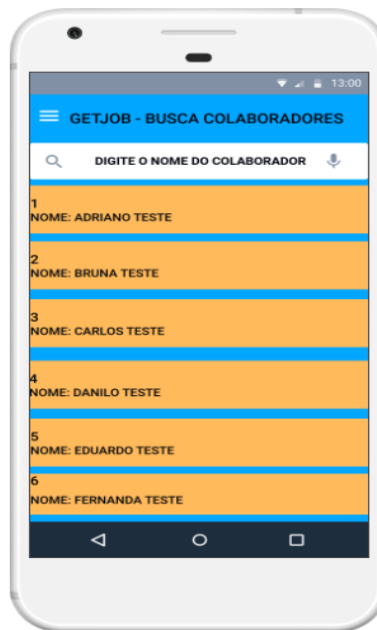 13:00
GETJOB - BUSCA COLABORADORES
DIGITE O NOME DO COLABORADOR
1
NOME: ADRIANO TESTE
2
NOME: BRUNA TESTE
3
NOME: CARLOS TESTE
4
NOME: DANILO TESTE
5
NOME: EDUARDO TESTE
6
NOME: FERNANDA TESTE